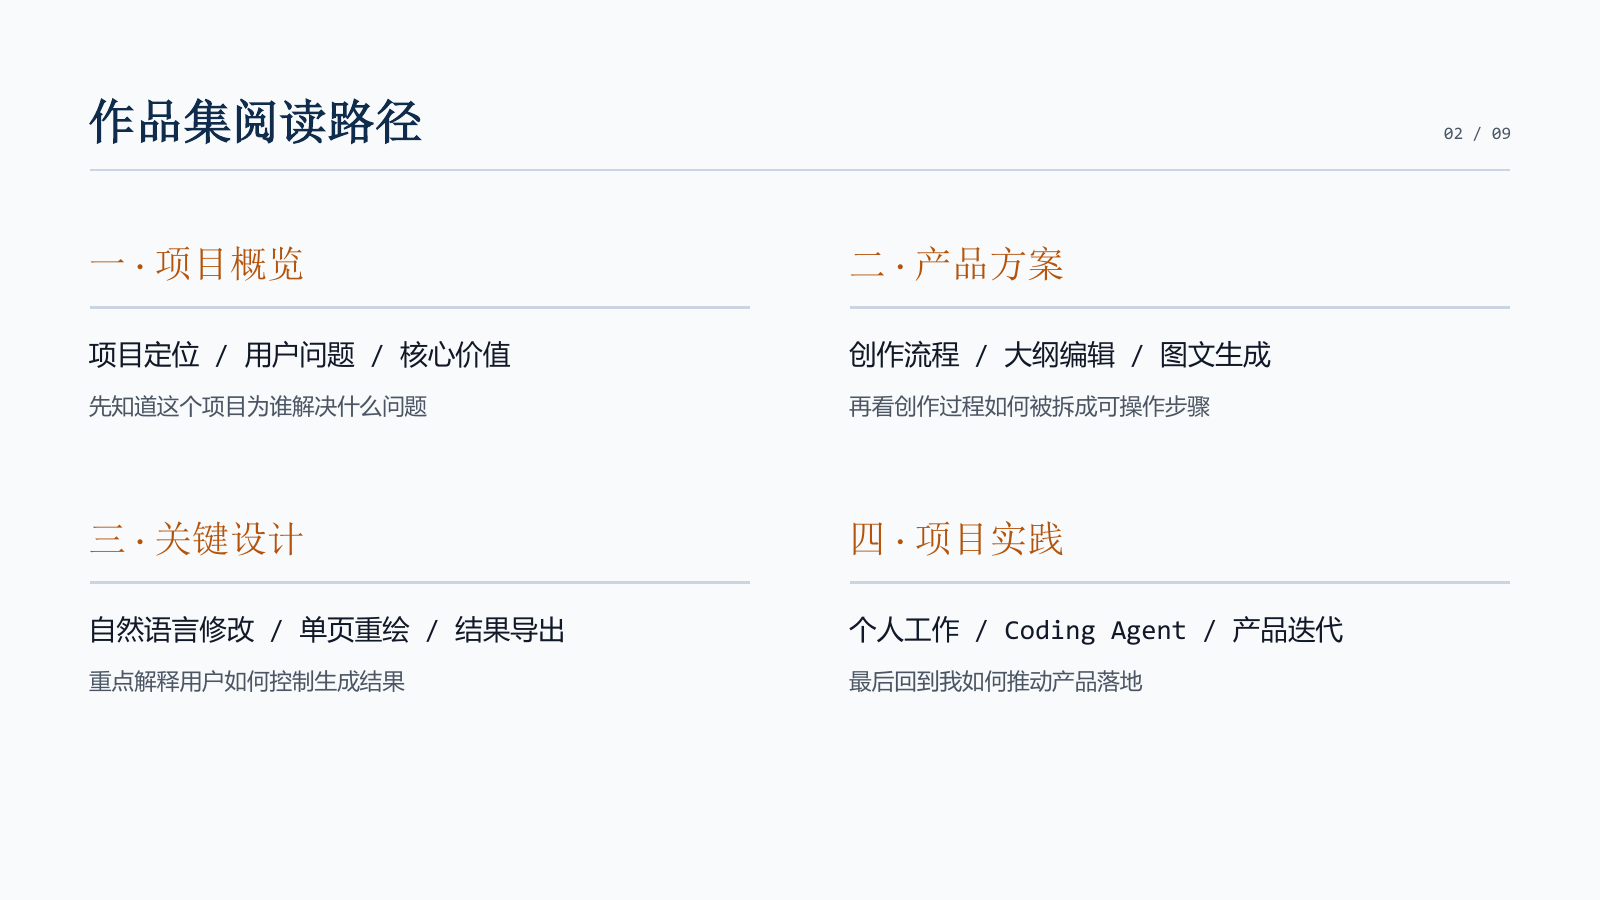 作品集阅读路径
02 / 09
一·项目概览
项目定位 / 用户问题 / 核心价值
先知道这个项目为谁解决什么问题
二·产品方案
创作流程 / 大纲编辑 / 图文生成
再看创作过程如何被拆成可操作步骤
三·关键设计
自然语言修改 / 单页重绘 / 结果导出
重点解释用户如何控制生成结果
四·项目实践
个人工作 / Coding Agent / 产品迭代
最后回到我如何推动产品落地